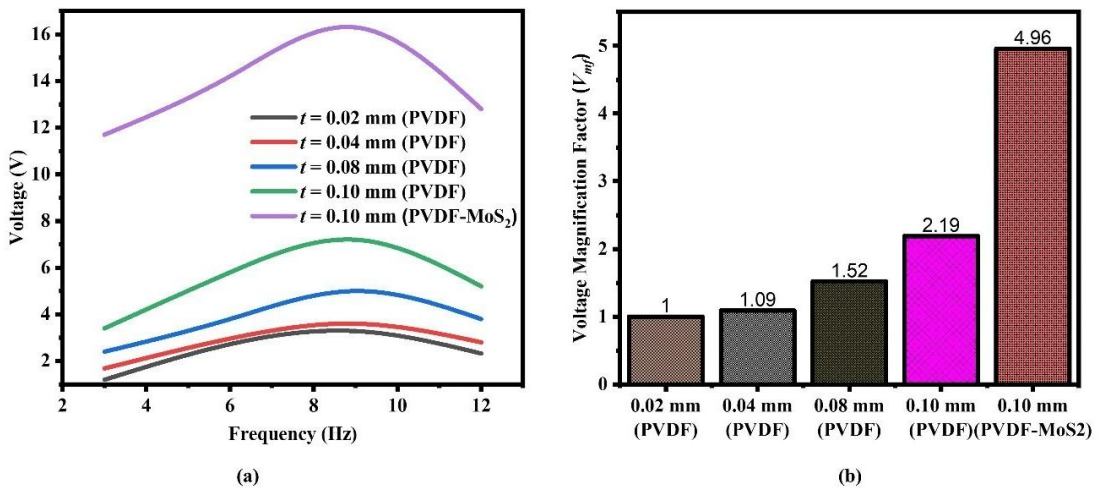 16
14
12
10
8
6
4
2
Voltage (V)
t = 0.02 mm (PVDF)
t = 0.04 mm (PVDF)
t = 0.08 mm (PVDF)
t = 0.10 mm (PVDF)
t = 0.10 mm (PVDF-MoS2)
2 4 6 8 10 12
Frequency (Hz)
(a)
5
4
3
2
1
0
Voltage Magnification Factor (Vmf)
1
1.09
1.52
2.19
4.96
0.02 mm 0.04 mm 0.08 mm 0.10 mm 0.10 mm
(PVDF) (PVDF) (PVDF) (PVDF)(PVDF-MoS2)
(b)